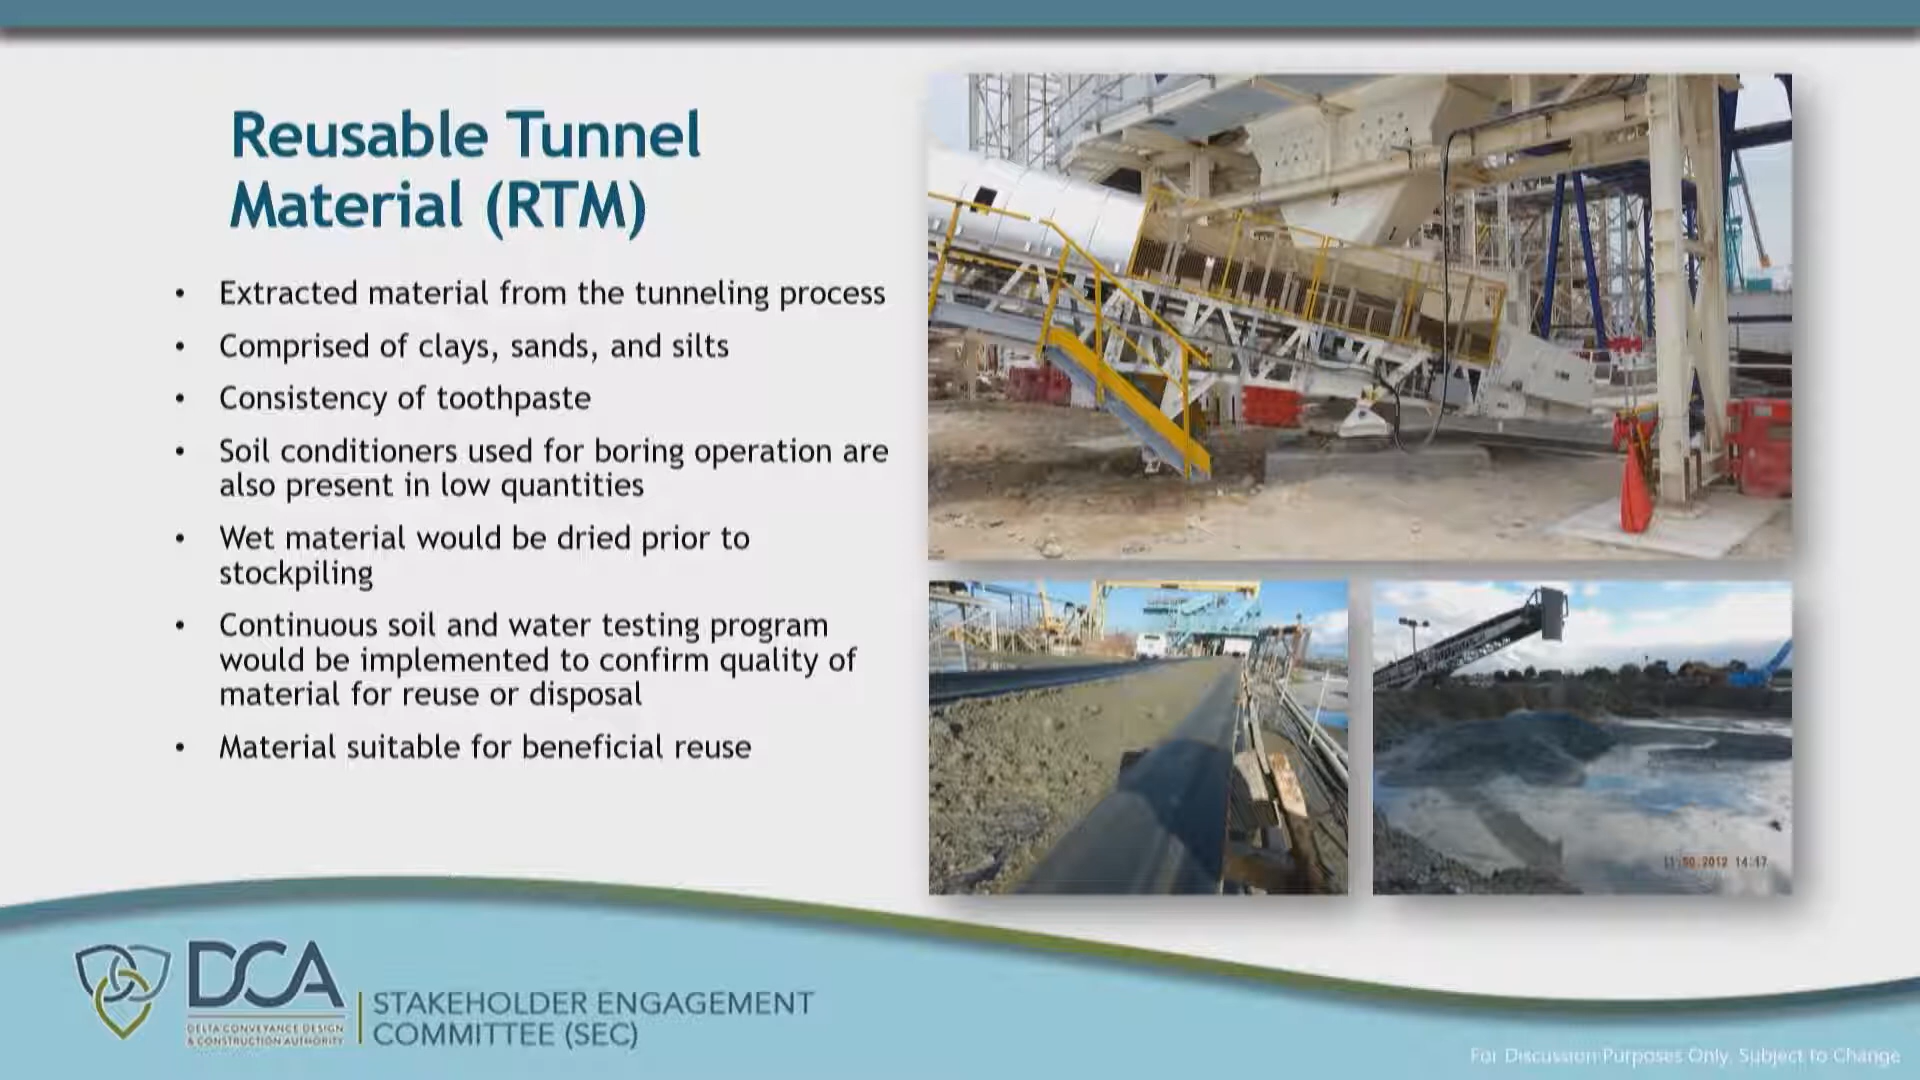 Reusable Tunnel
Material (RTM)
• Extracted material from the tunneling process
• Comprised of clays, sands, and silts
• Consistency of toothpaste
• Soil conditioners used for boring operation are
also present in low quantities
• Wet material would be dried prior to
stockpiling
• Continuous soil and water testing program
would be implemented to confirm quality of
material for reuse or disposal
• Material suitable for beneficial reuse
DCA
DELTA CONVEYANCE DESIGN
& CONSTRUCTION AUTHORITY
STAKEHOLDER ENGAGEMENT
COMMITTEE (SEC)
2012 14:17
For Discussion Purposes Only. Subject to Change